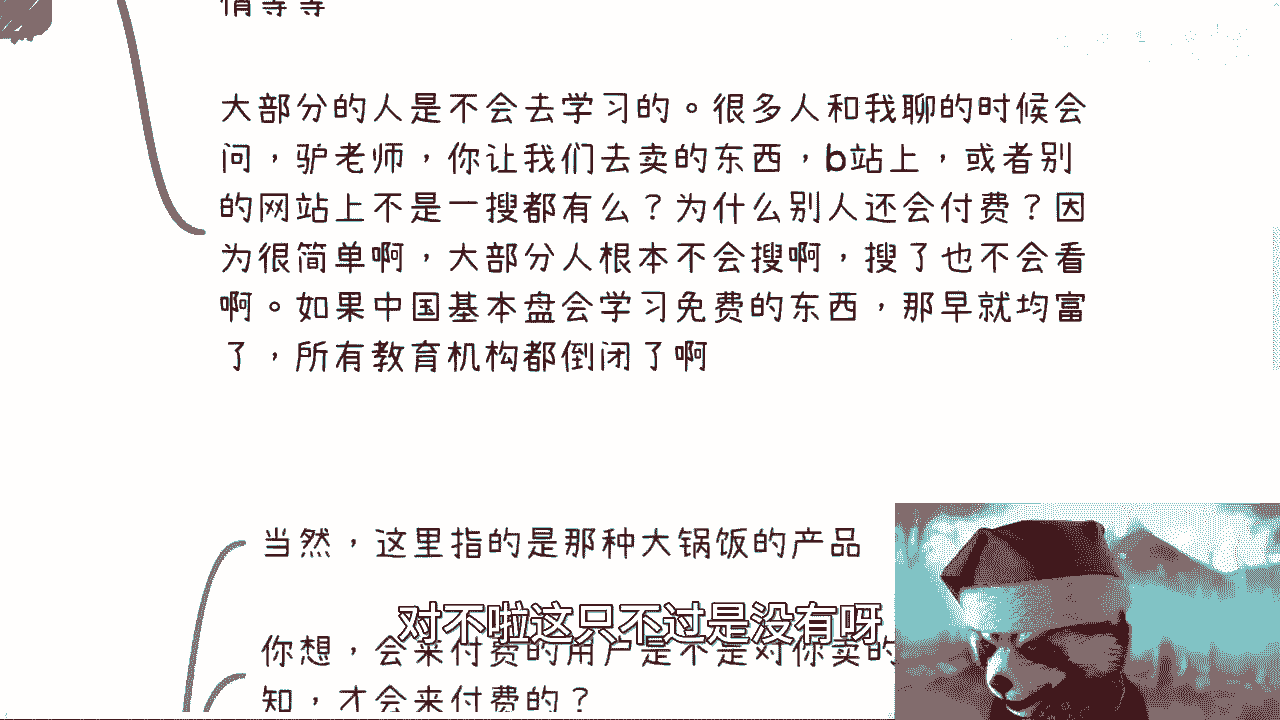 情等等
大部分的人是不会去学习的。很多人和我聊的时候会
问，驴老师，你让我们去卖的东西，b站上，或者别
的网站上不是一搜都有么？为什么别人还会付费？因
为很简单啊，大部分人根本不会搜啊，搜了也不会看
啊。如果中国基本盘会学习免费的东西，那早就均富
了，所有教育机构都倒闭了啊
当然，这里指的是那种大锅饭的产品
对不啦这只不过是没有呀
你想，会来付费的用户是不是对你卖的
知，才会来付费的？